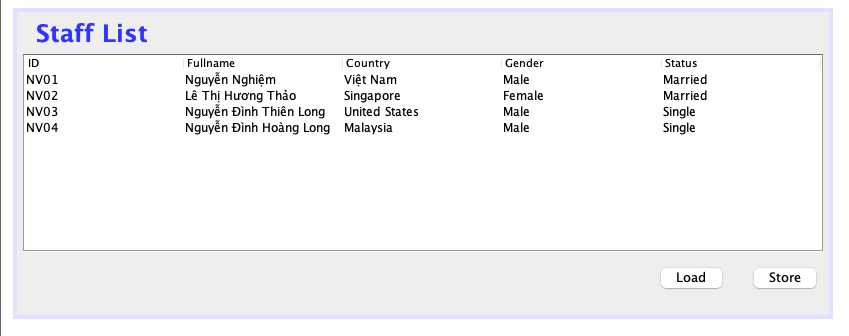 Staff List
ID Fullname Country Gender Status
NV01 Nguyễn Nghiệm Việt Nam Male Married
NV02 Lê Thị Hương Thảo Singapore Female Married
NV03 Nguyễn Đình Thiên Long United States Male Single
NV04 Nguyễn Đình Hoàng Long Malaysia Male Single
Load Store